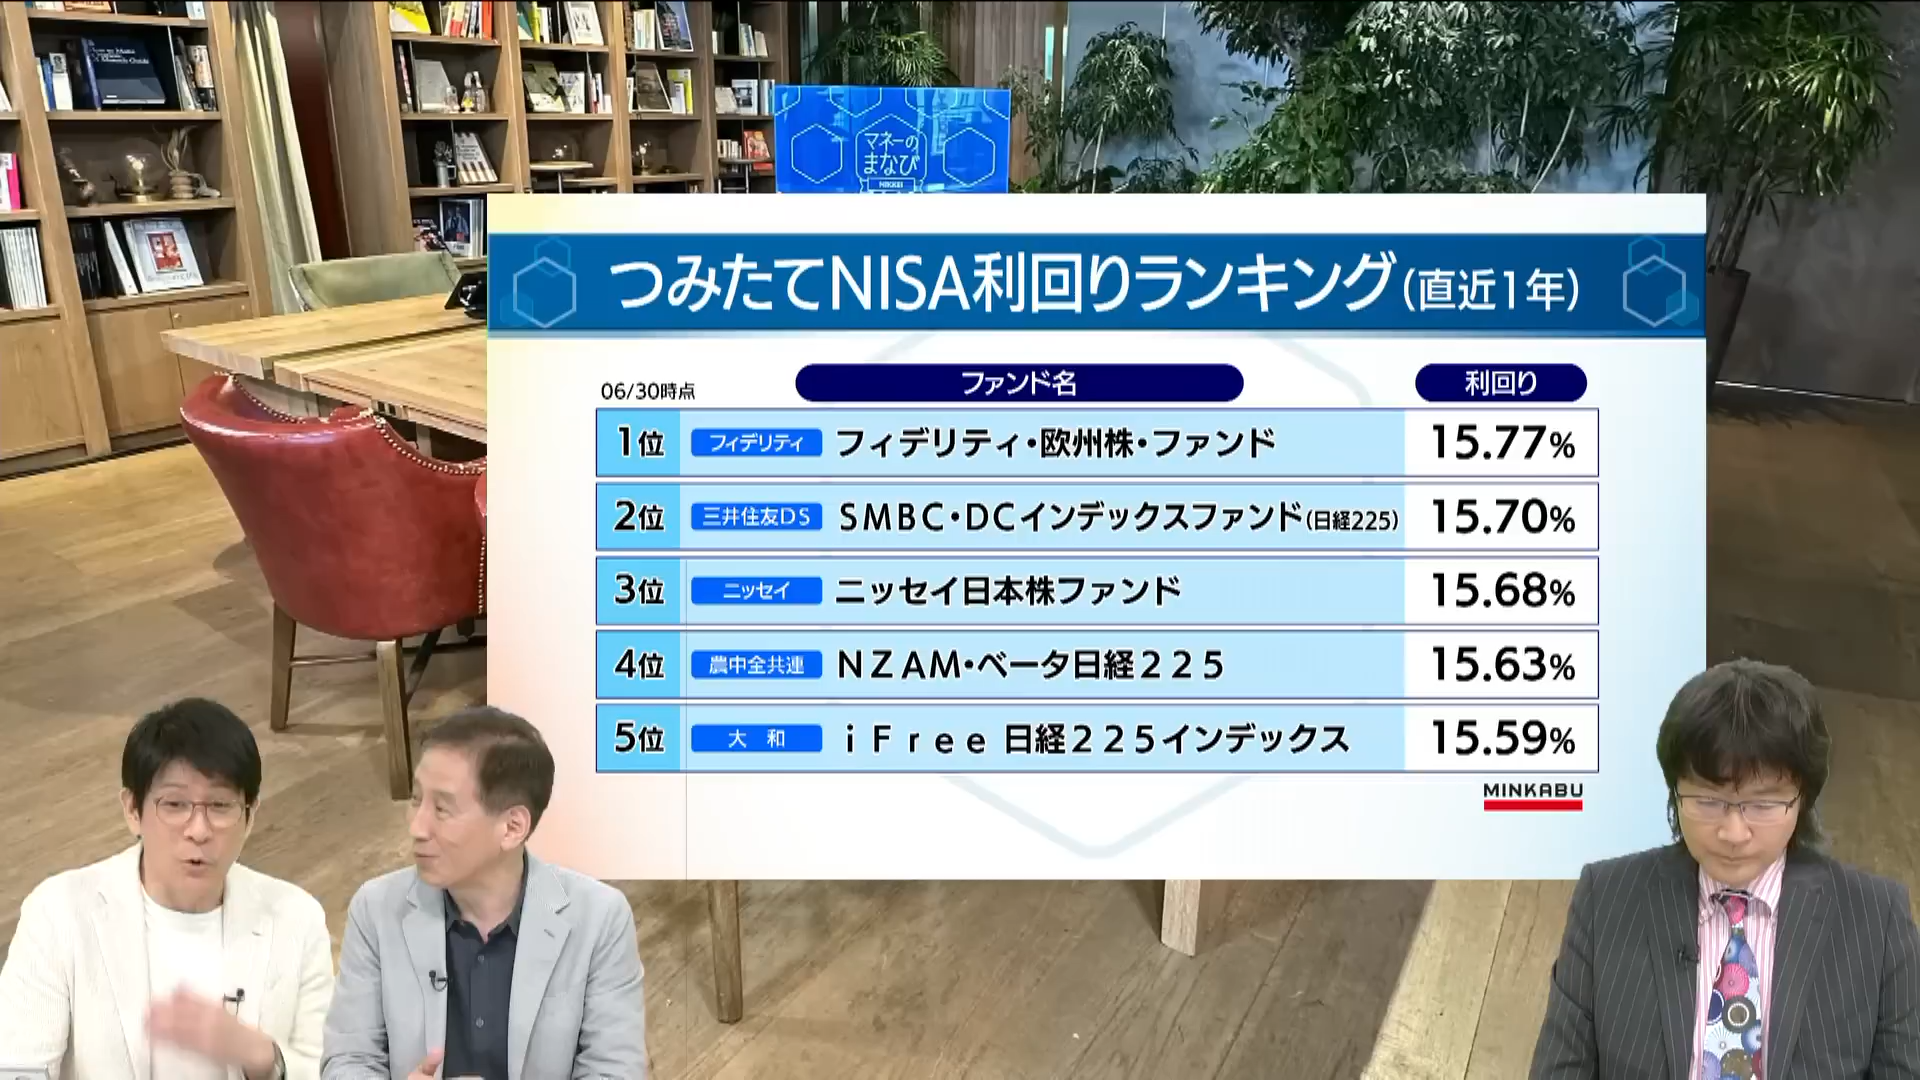 マネーの
まなび
NIKKEI
つみたてNISA利回りランキング(直近1年)
06/30時点 ファンド名 利回り
1位 フィデリティ フィデリティ・欧州株・ファンド 15.77%
2位 三井住友DS SMBC・DCインデックスファンド(日経225) 15.70%
3位 ニッセイ ニッセイ日本株ファンド 15.68%
4位 農中全共連 NZAM・ベータ日経225 15.63%
5位 大和 iFree 日経225インデックス 15.59%
MINKABU